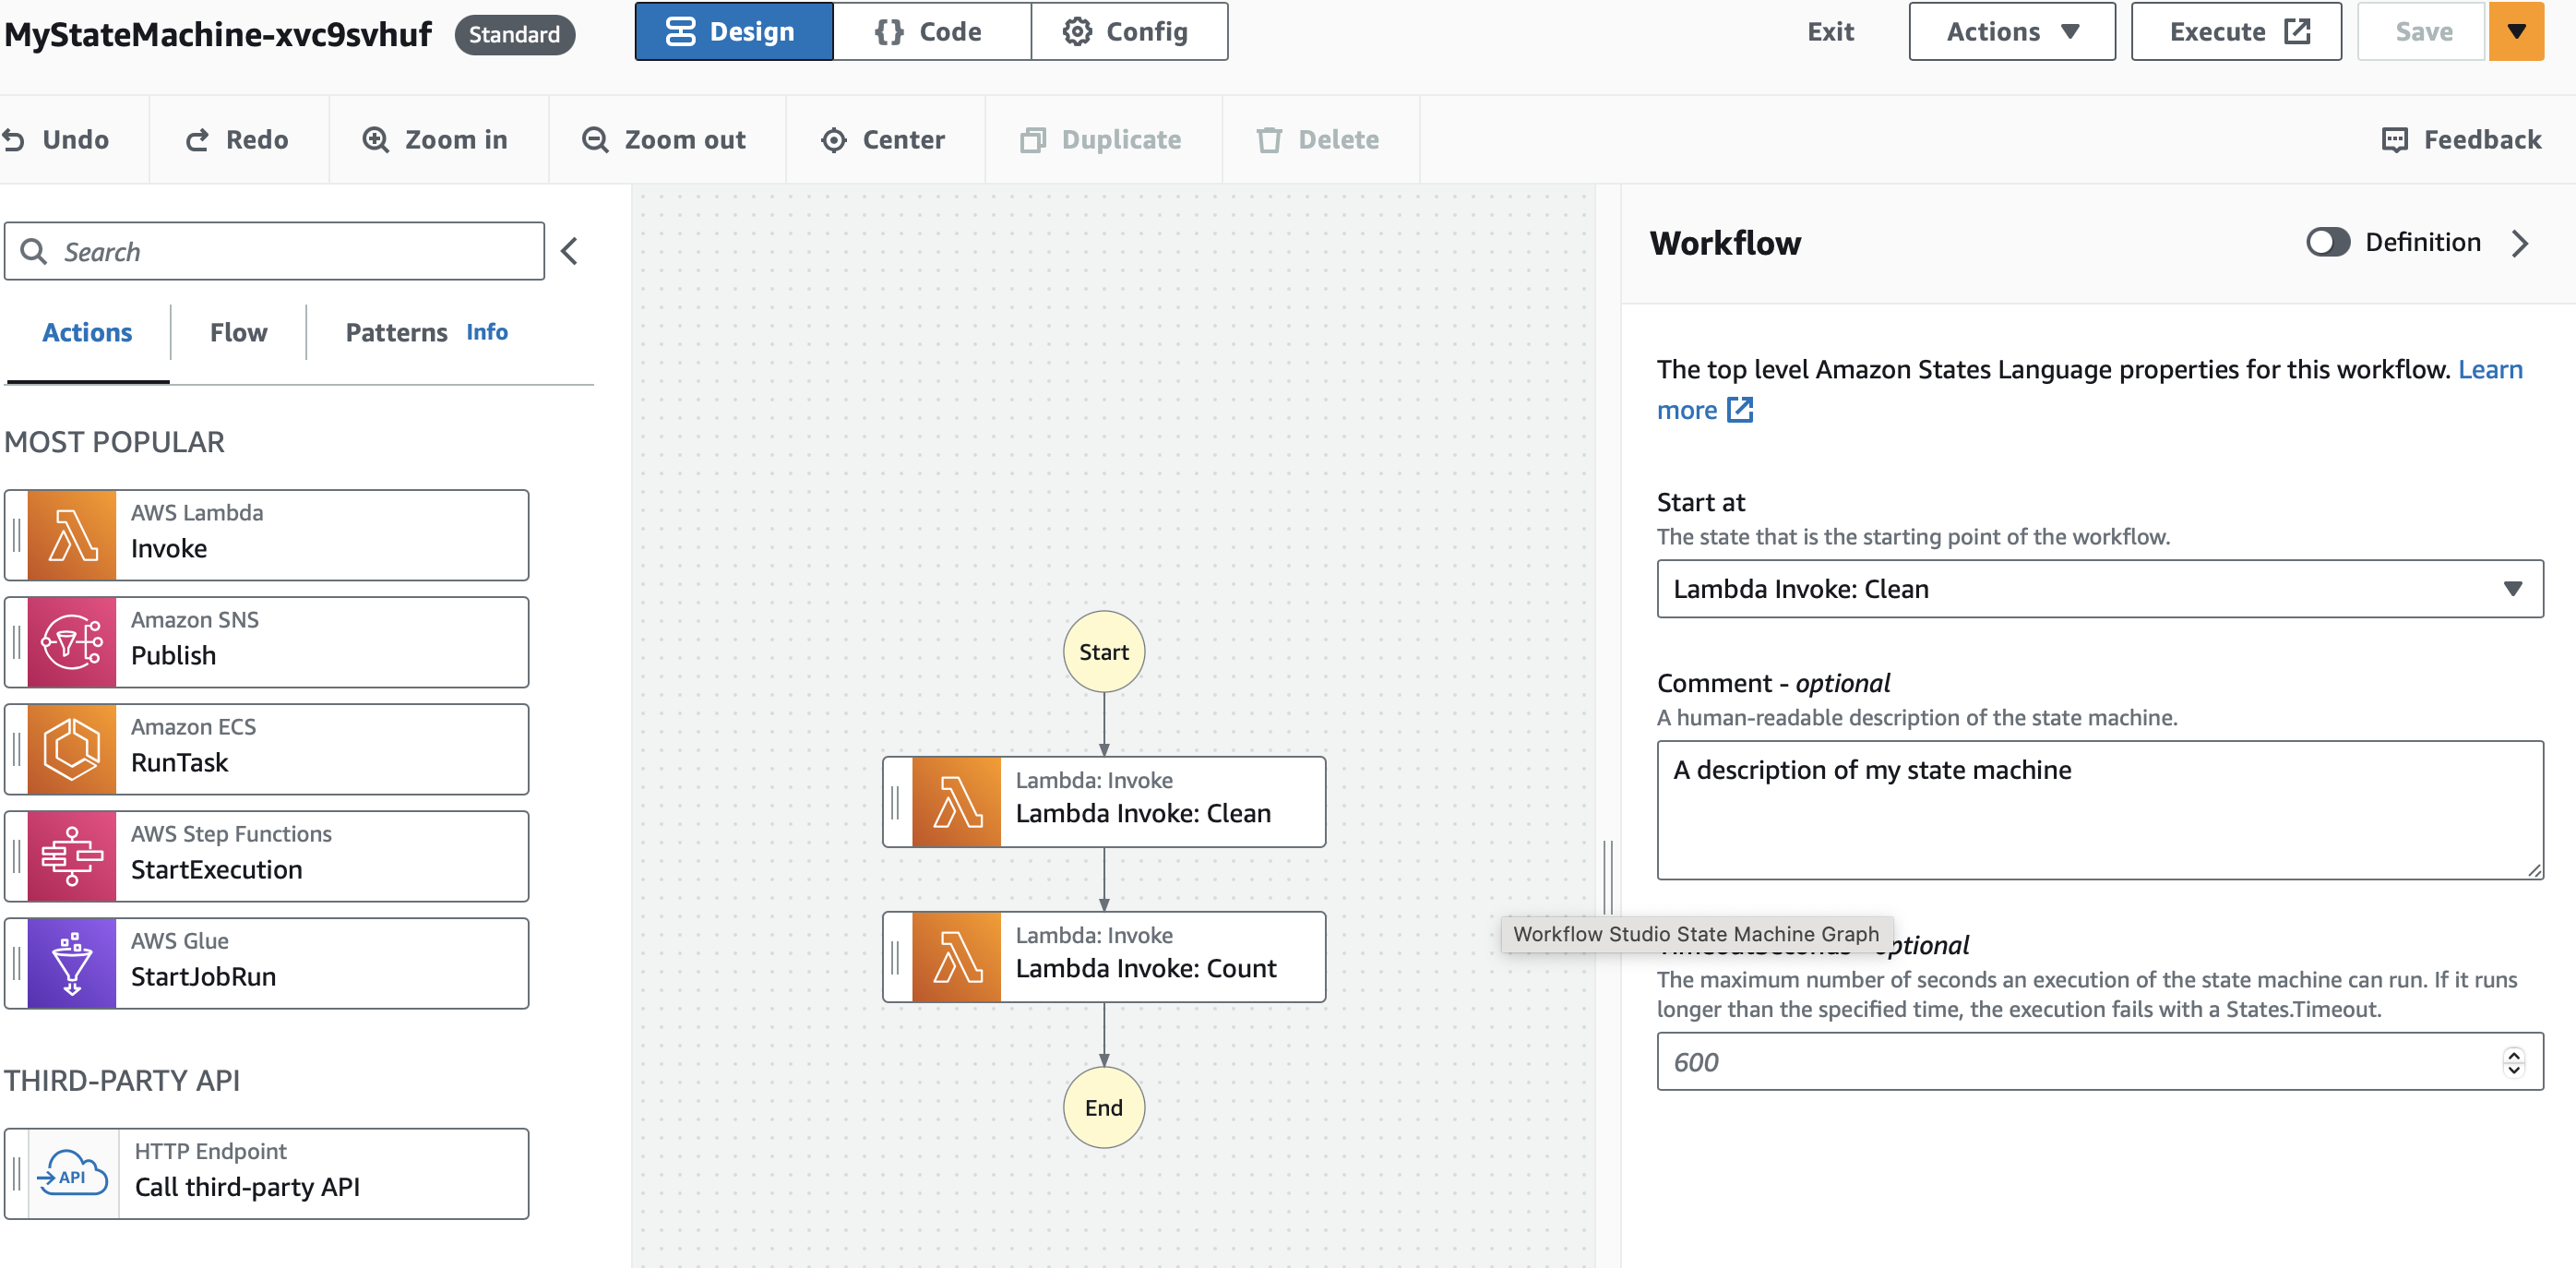 MyStateMachine-xvc9svhuf Standard Design Code Config Exit Actions Execute Save
Undo Redo Zoom in Zoom out Center Duplicate Delete Feedback
Search
Actions Flow Patterns Info
MOST POPULAR
AWS Lambda
Invoke
Amazon SNS
Publish
Amazon ECS
RunTask
AWS Step Functions
StartExecution
AWS Glue
StartJobRun
THIRD-PARTY API
HTTP Endpoint
API
Call third-party API
Start
Lambda: Invoke
Lambda Invoke: Clean
Lambda: Invoke
Lambda Invoke: Count
End
Workflow Definition
The top level Amazon States Language properties for this workflow. Learn
more
Start at
The state that is the starting point of the workflow.
Lambda Invoke: Clean
Comment - optional
A human-readable description of the state machine.
A description of my state machine
Workflow Studio State Machine Graph
The maximum number of seconds an execution of the state machine can run. If it runs
longer than the specified time, the execution fails with a States.Timeout.
600